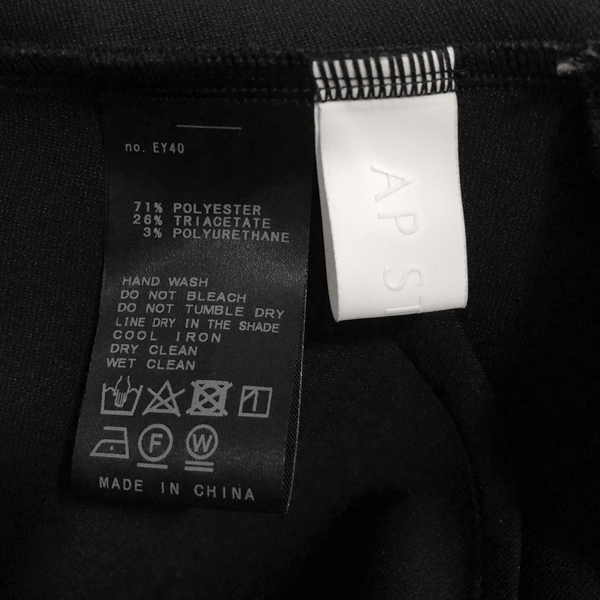 no. EY40
71% POLYESTER
26% TRIACETATE
3% POLYURETHANE
HAND WASH
DO NOT BLEACH
DO NOT TUMBLE DRY
LINE DRY IN THE SHADE
COOL IRON
DRY CLEAN
WET CLEAN
F W
MADE IN CHINA
AP ST